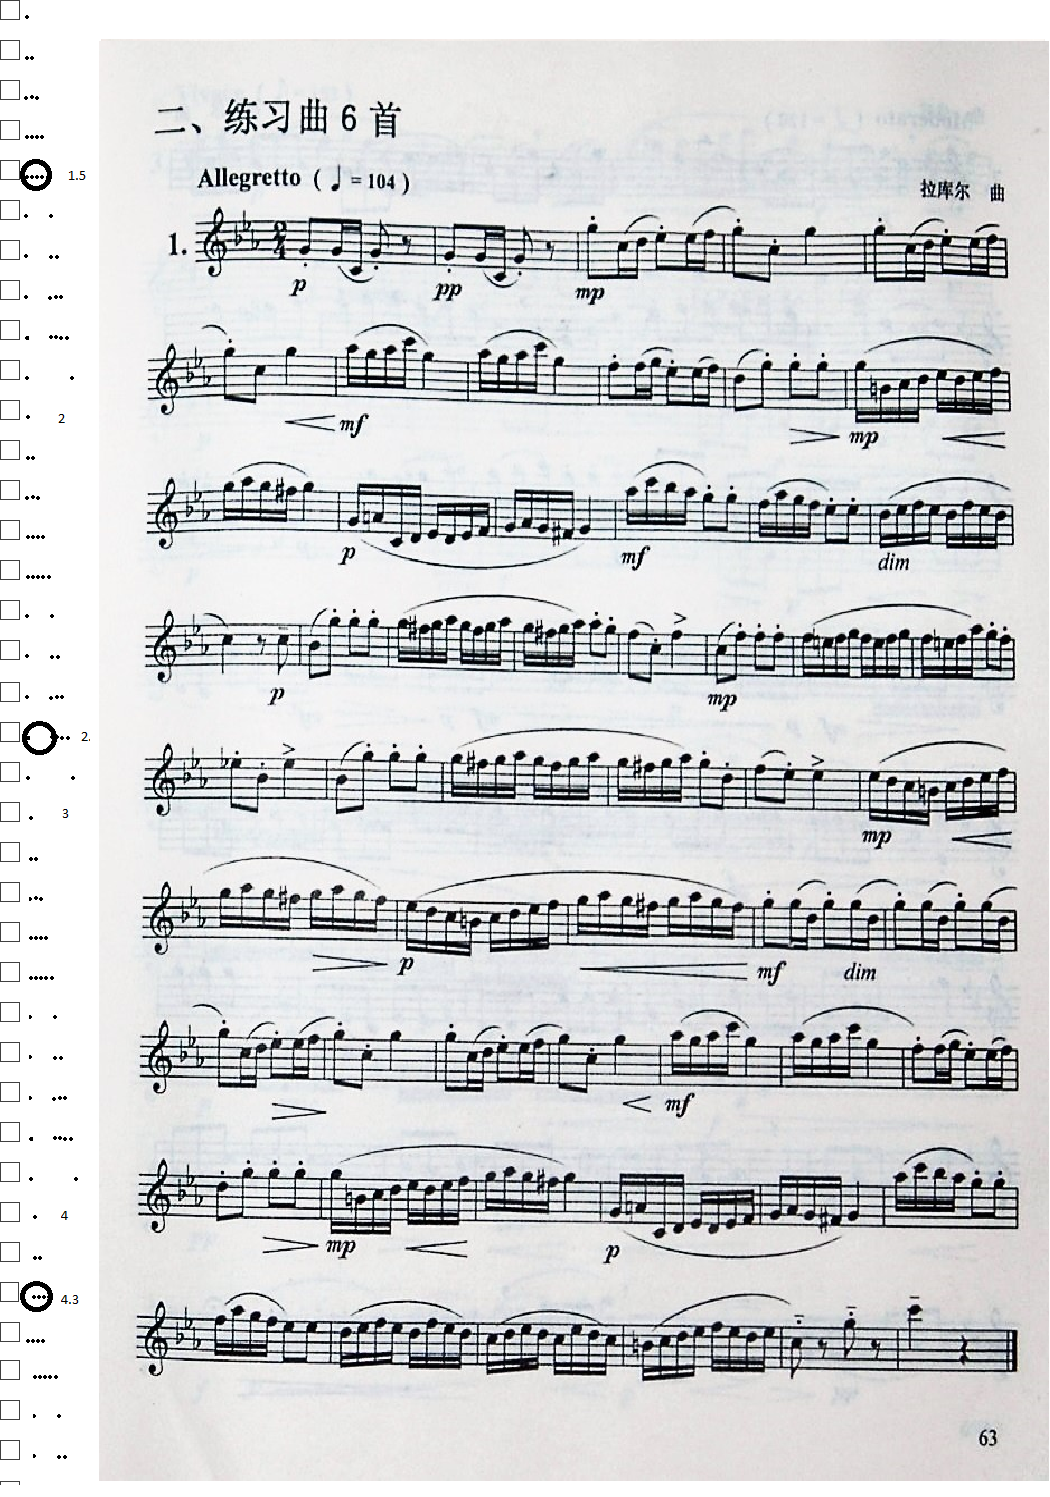 二、练习曲 6 首
Allegretto ( ♩ = 104 )
拉库尔 曲
1.
p pp mp
1.5
mf mp
2
p mf dim
p mp
2.
mp
3
p mf dim
mf
mp p
4
4.3
63